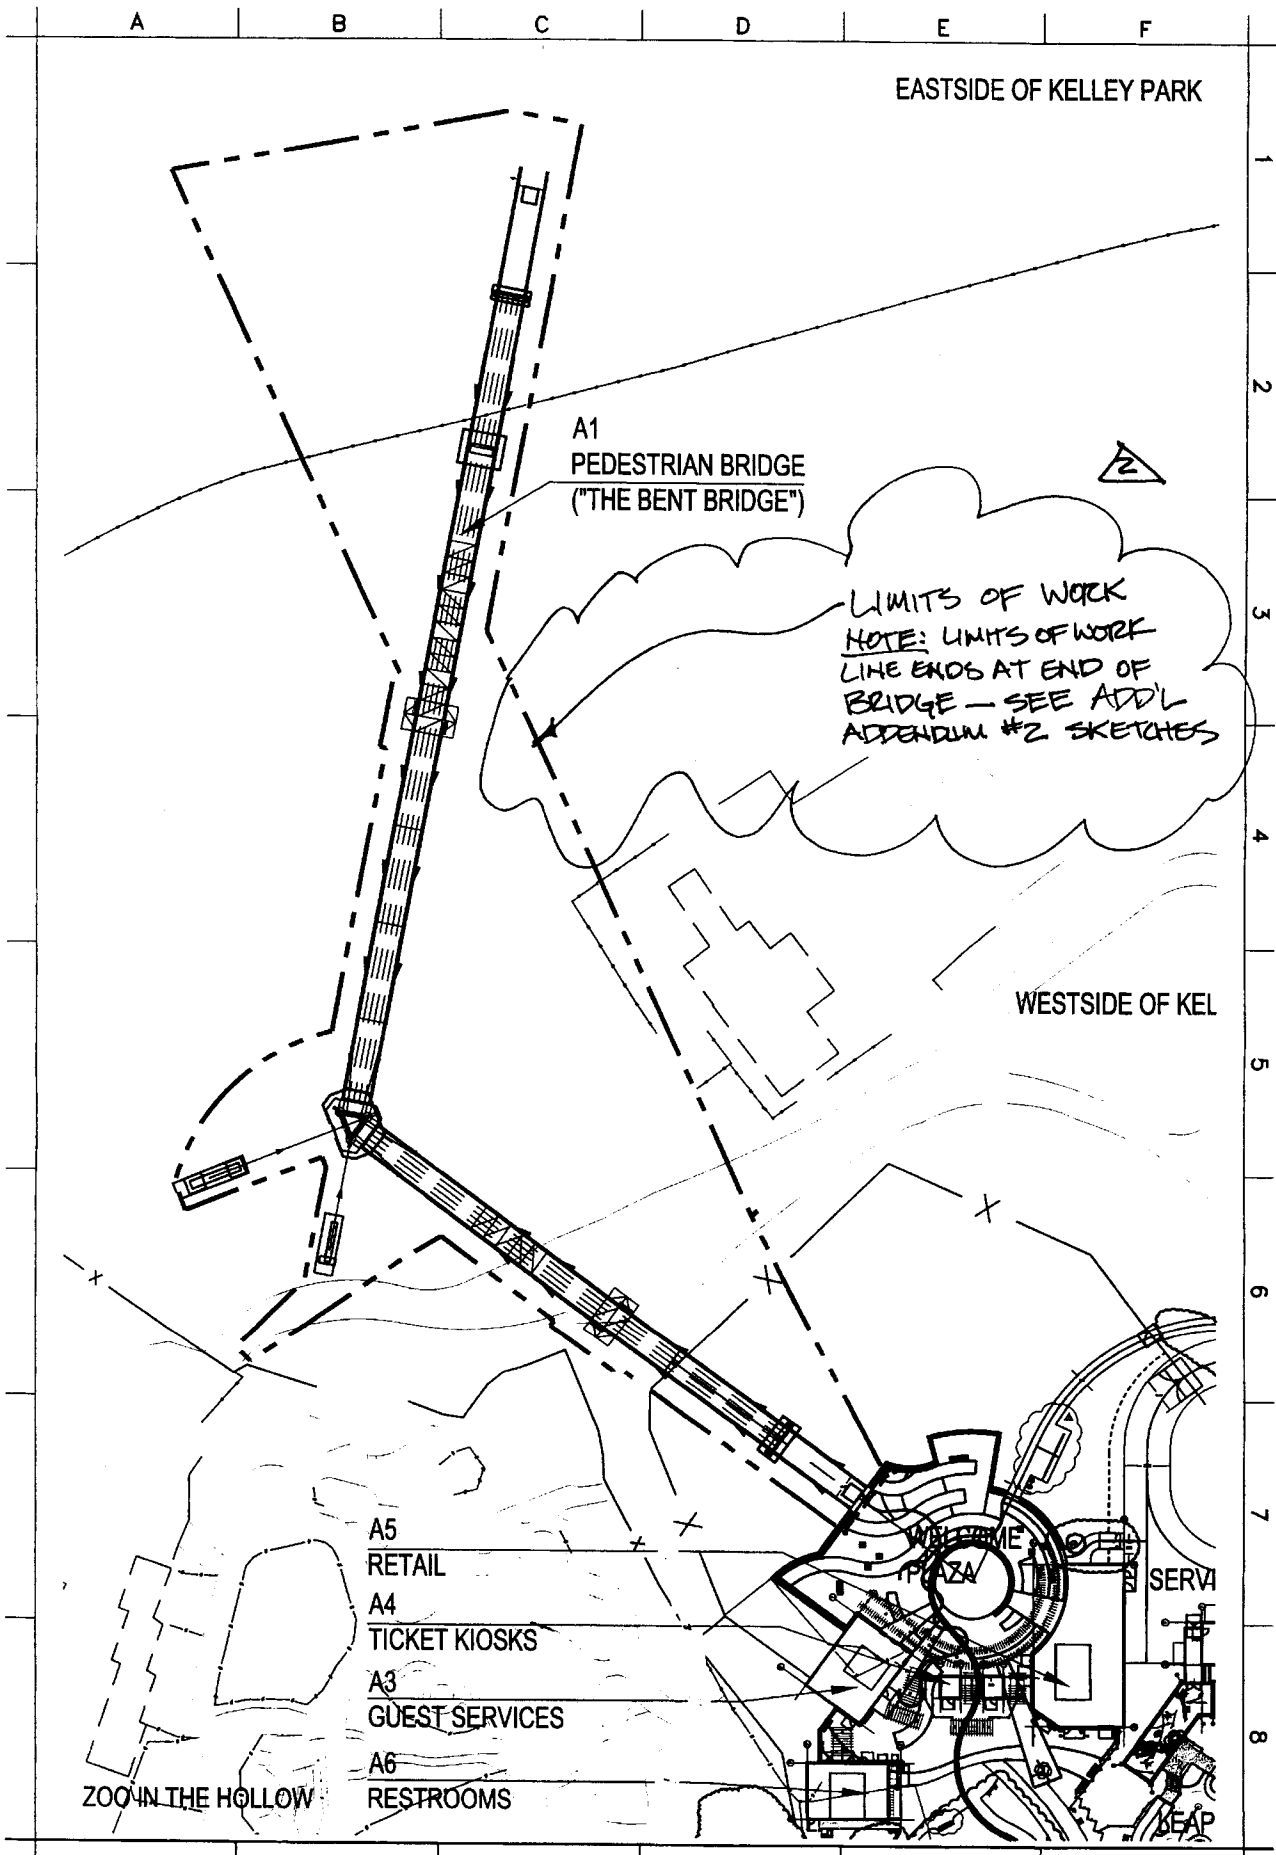 A B C D E F
EASTSIDE OF KELLEY PARK
1
2
A1
PEDESTRIAN BRIDGE
("THE BENT BRIDGE")
2
3
LIMITS OF WORK
NOTE: LIMITS OF WORK
LINE ENDS AT END OF
BRIDGE — SEE ADD'L
ADDENDUM #2 SKETCHES
4
WESTSIDE OF KEL
5
6
7
WELCOME
PLAZA
SERVI
A5
RETAIL
A4
TICKET KIOSKS
A3
GUEST SERVICES
8
A6
RESTROOMS
ZOO IN THE HOLLOW
LEAP